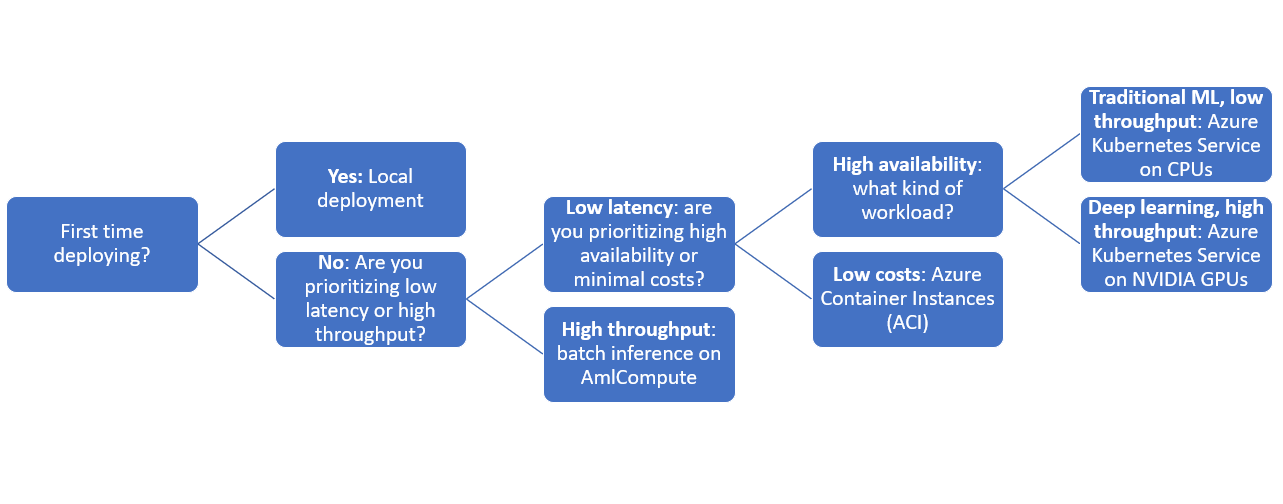 First time
deploying?
Yes: Local
deployment
No: Are you
prioritizing low
latency or high
throughput?
Low latency: are
you prioritizing high
availability or
minimal costs?
High throughput:
batch inference on
AmlCompute
High availability:
what kind of
workload?
Low costs: Azure
Container Instances
(ACI)
Traditional ML, low
throughput: Azure
Kubernetes Service
on CPUs
Deep learning, high
throughput: Azure
Kubernetes Service
on NVIDIA GPUs